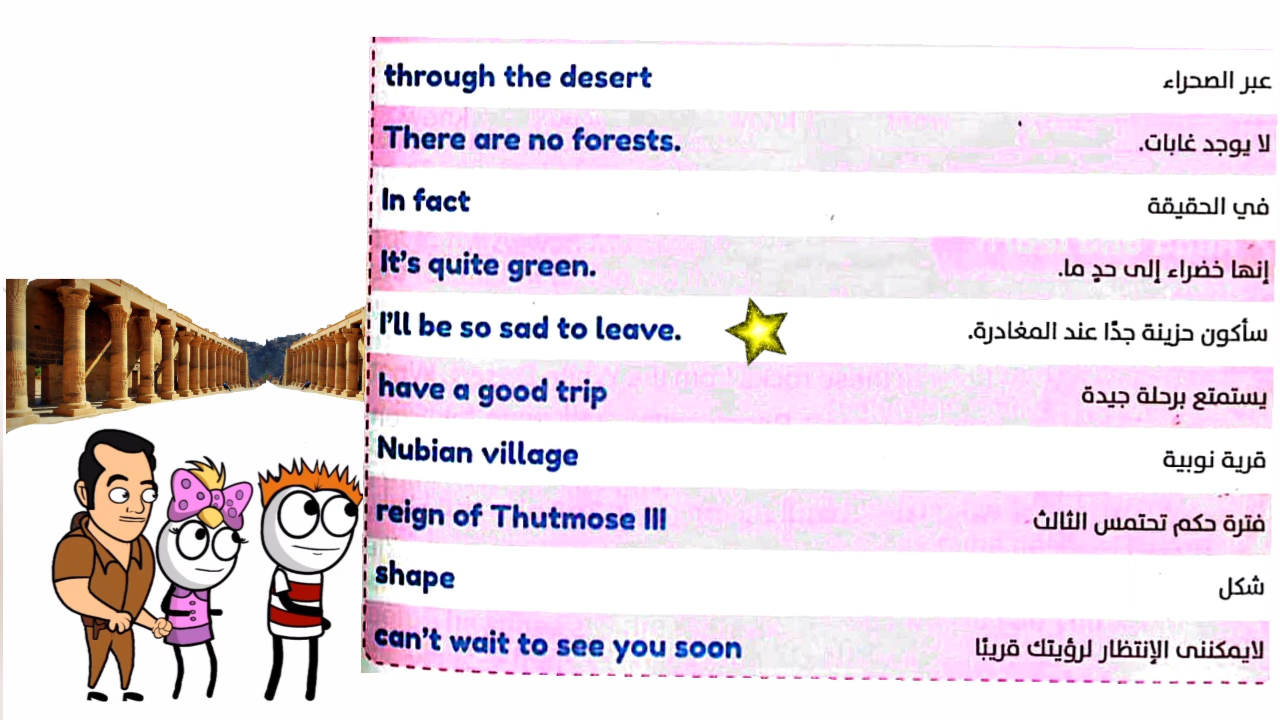 through the desert عبر الصحراء
There are no forests. لا يوجد غابات.
In fact في الحقيقة
It's quite green. إنها خضراء إلى حدٍ ما.
I'll be so sad to leave. سأكون حزينة جدًا عند المغادرة.
have a good trip يستمتع برحلة جيدة
Nubian village قرية نوبية
reign of Thutmose III فترة حكم تحتمس الثالث
shape شكل
can't wait to see you soon لايمكننى الإنتظار لرؤيتك قريبًا